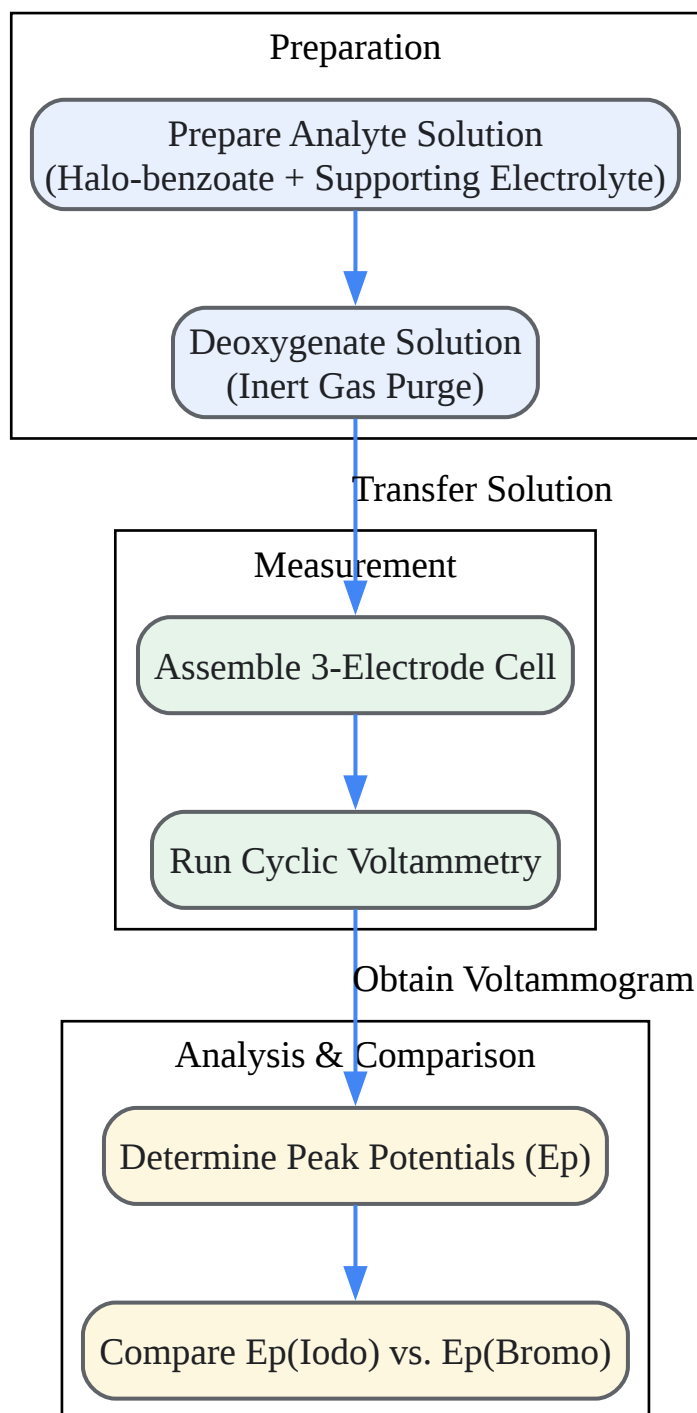 Preparation
Prepare Analyte Solution
(Halo-benzoate + Supporting Electrolyte)
Deoxygenate Solution
(Inert Gas Purge)
Transfer Solution
Measurement
Assemble 3-Electrode Cell
Run Cyclic Voltammetry
Obtain Voltammogram
Analysis & Comparison
Determine Peak Potentials (Ep)
Compare Ep(Iodo) vs. Ep(Bromo)